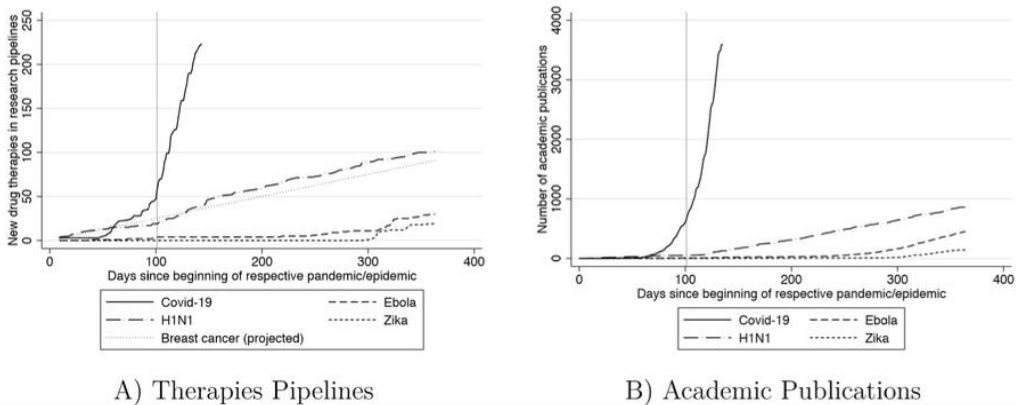 New drug therapies in research pipelines
250
200
150
100
50
0
0 100 200 300 400
Days since beginning of respective pandemic/epidemic
Covid-19 Ebola
H1N1 Zika
Breast cancer (projected)
A) Therapies Pipelines
Number of academic publications
4000
3000
2000
1000
0
0 100 200 300 400
Days since beginning of respective pandemic/epidemic
Covid-19 Ebola
H1N1 Zika
B) Academic Publications